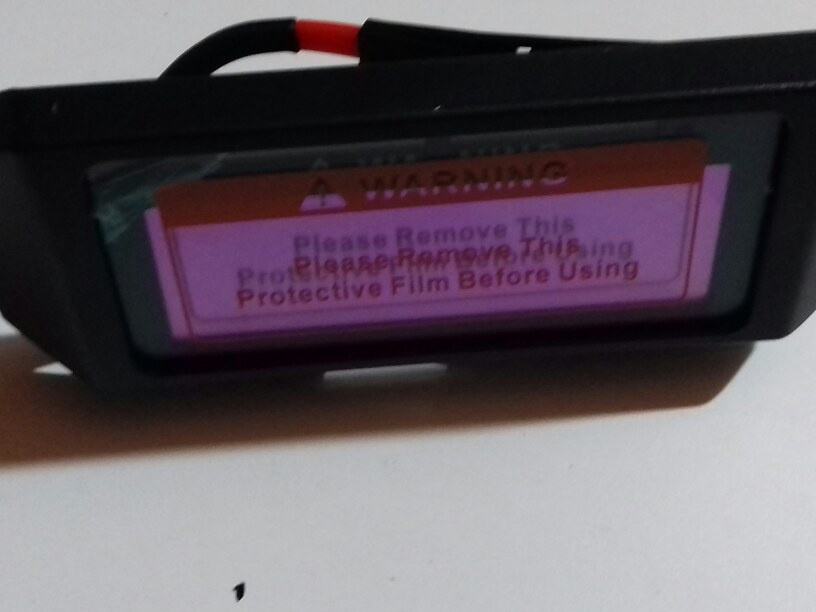 WARNING
Please Remove This
Protective Film Before Using